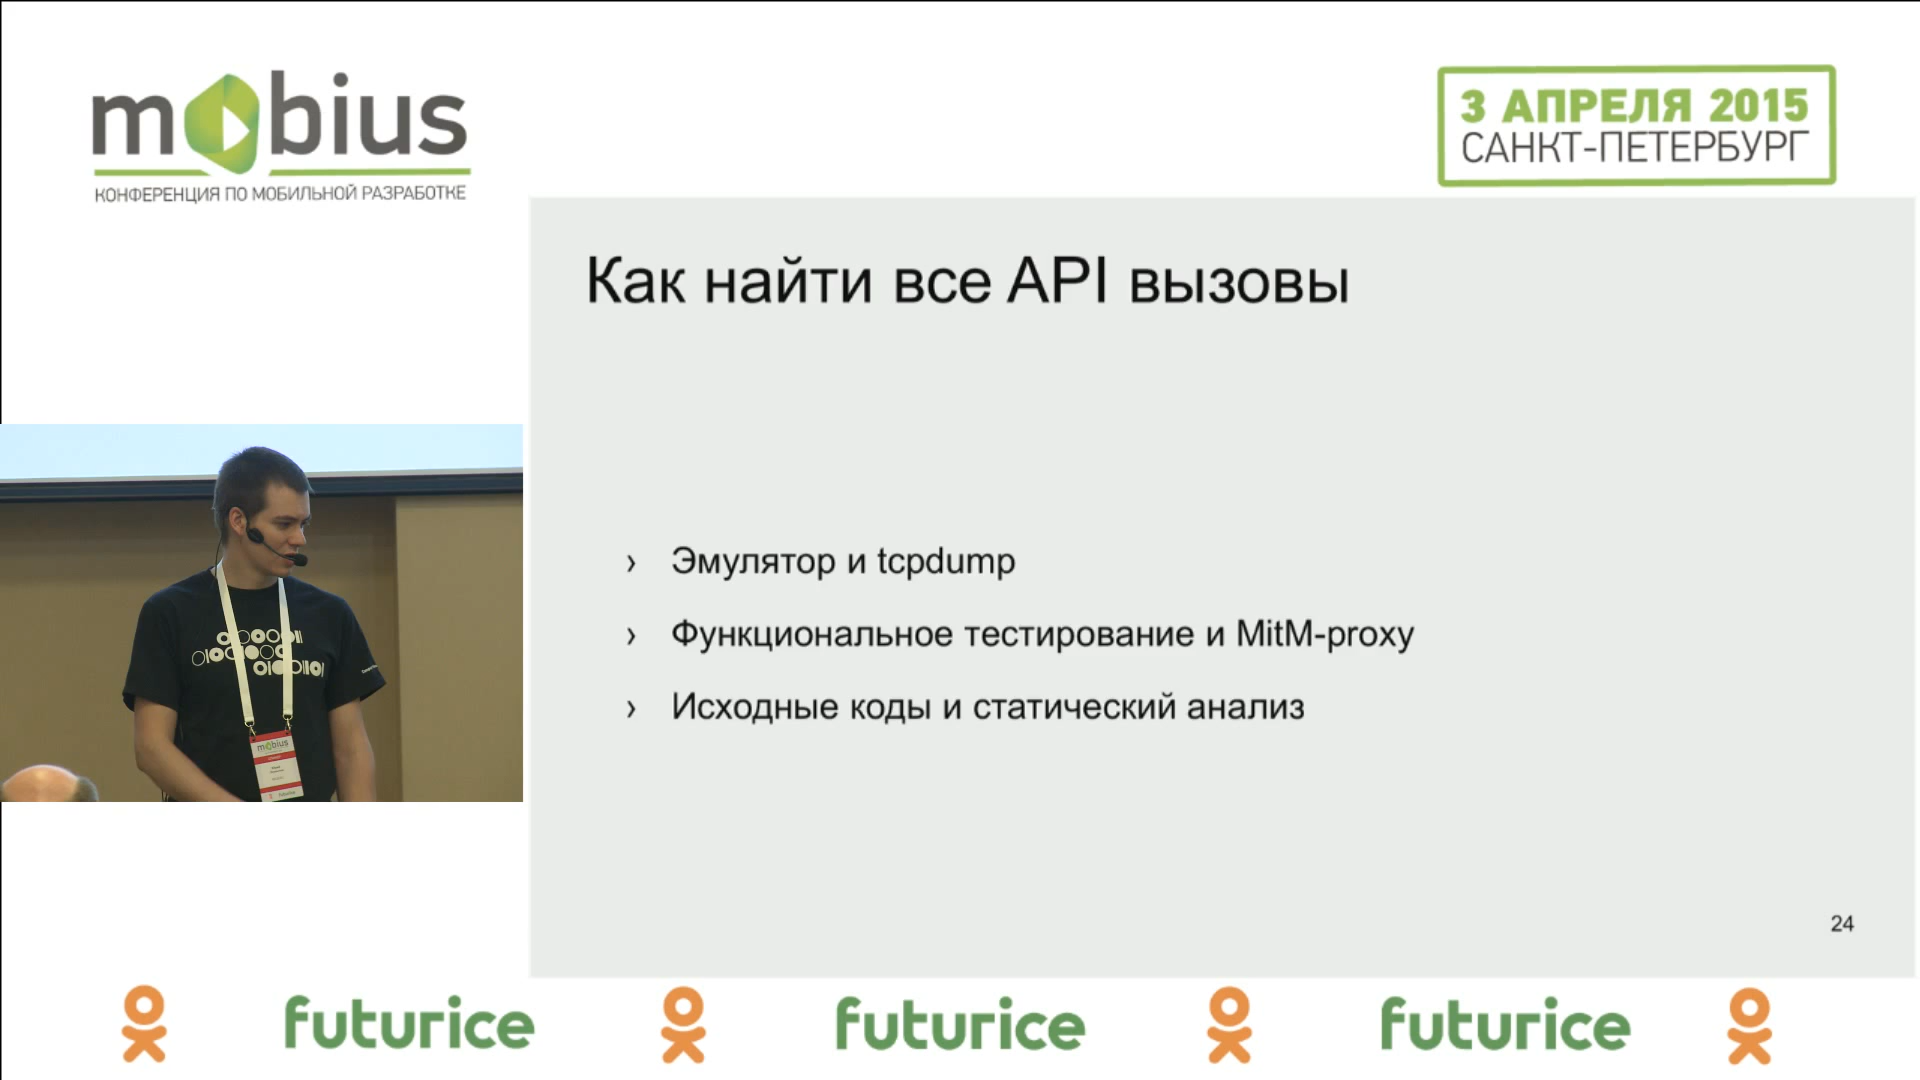 mobius
КОНФЕРЕНЦИЯ ПО МОБИЛЬНОЙ РАЗРАБОТКЕ
3 АПРЕЛЯ 2015
САНКТ-ПЕТЕРБУРГ
Как найти все API вызовы
› Эмулятор и tcpdump
› Функциональное тестирование и MitM-proxy
› Исходные коды и статический анализ
24
mobius
futurice
futurice
futurice